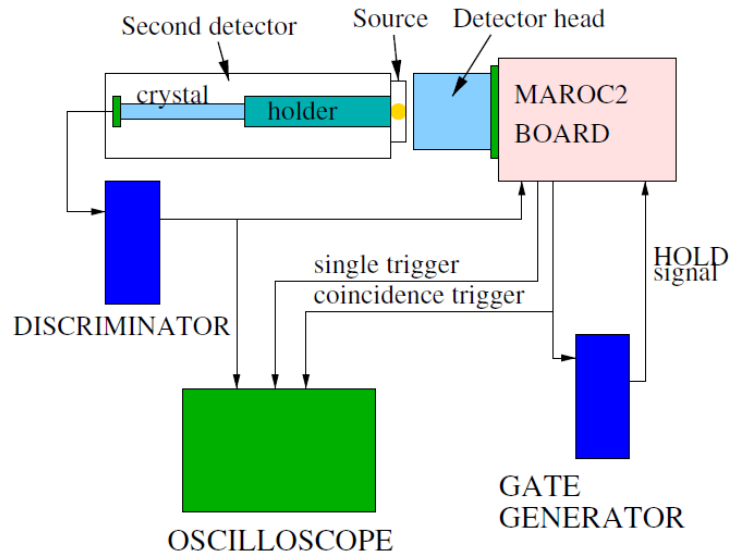 Source
Second detector
Detector head
crystal
holder
MAROC2
BOARD
single trigger
coincidence trigger
HOLD
signal
DISCRIMINATOR
GATE
GENERATOR
OSCILLOSCOPE